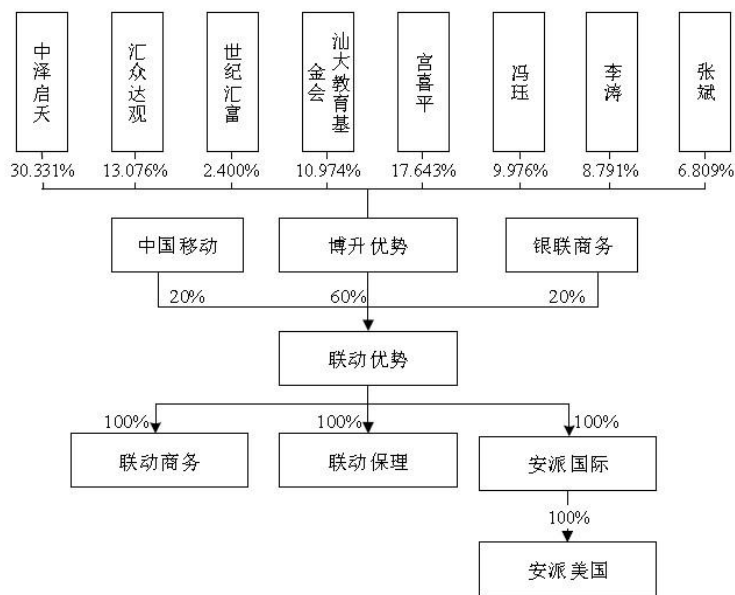 中泽启天
汇众达观
世纪汇富
汕大教育基
金会
宫喜平
冯珏
李涛
张斌
30.331%
13.076%
2.400%
10.974%
17.643%
9.976%
8.791%
6.809%
中国移动
博升优势
银联商务
20%
60%
20%
联动优势
100%
100%
100%
联动商务
联动保理
安派国际
100%
安派美国